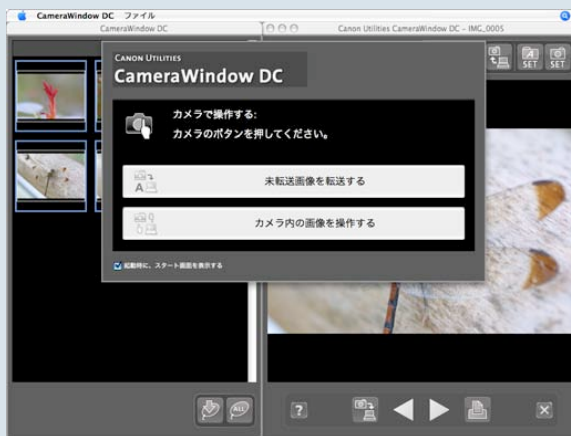 CameraWindow DC ファイル
CameraWindow DC
Canon Utilities CameraWindow DC – IMG_0005
CANON UTILITIES
CameraWindow DC
カメラで操作する:
カメラのボタンを押してください。
A
未転送画像を転送する
カメラ内の画像を操作する
起動時に、スタート画面を表示する
SET
SET
ALL
?